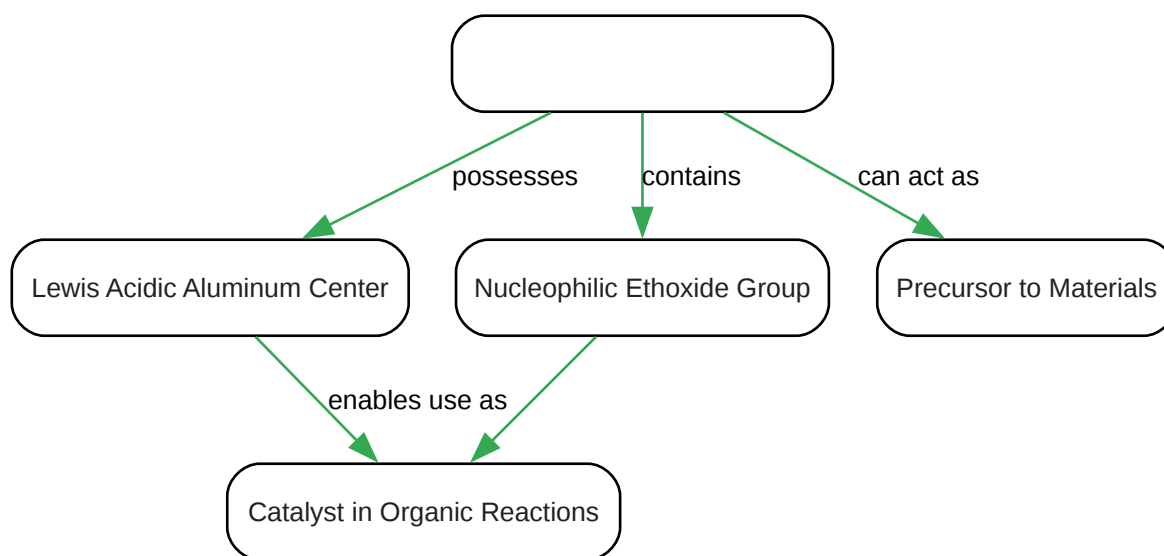 possesses
contains
can act as
Lewis Acidic Aluminum Center
Nucleophilic Ethoxide Group
Precursor to Materials
enables use as
Catalyst in Organic Reactions